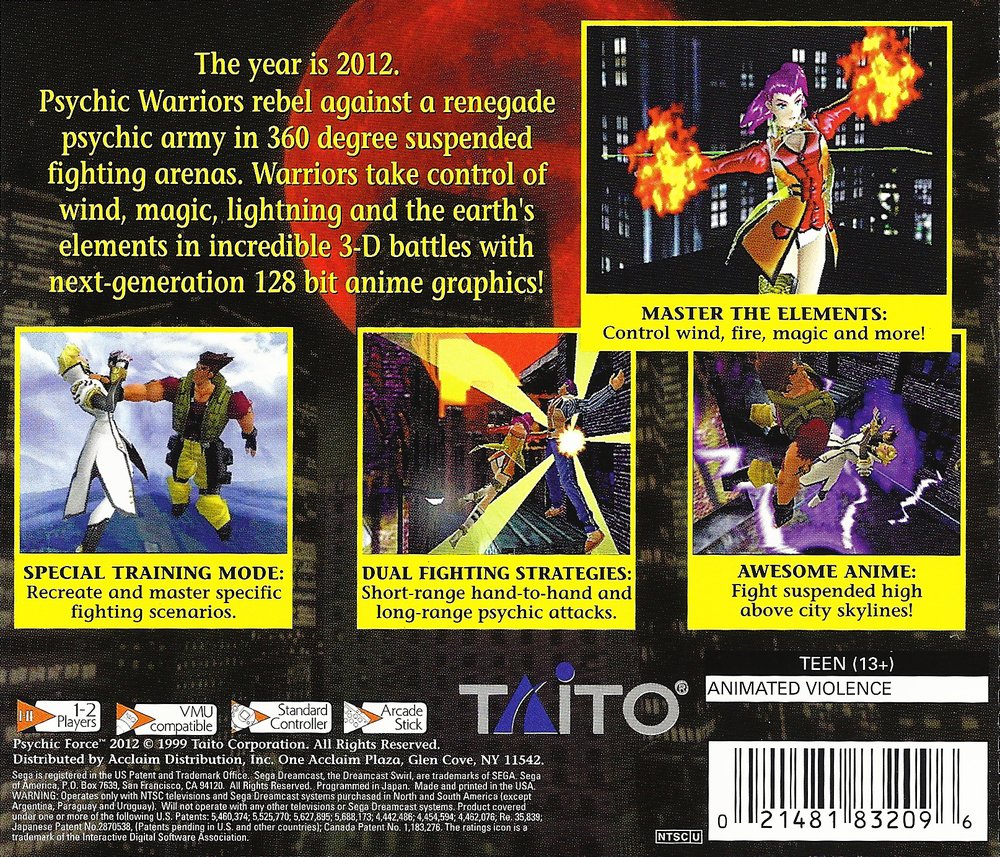 The year is 2012.
Psychic Warriors rebel against a renegade
psychic army in 360 degree suspended
fighting arenas. Warriors take control of
wind, magic, lightning and the earth's
elements in incredible 3-D battles with
next-generation 128 bit anime graphics!
MASTER THE ELEMENTS:
Control wind, fire, magic and more!
SPECIAL TRAINING MODE:
Recreate and master specific
fighting scenarios.
DUAL FIGHTING STRATEGIES:
Short-range hand-to-hand and
long-range psychic attacks.
AWESOME ANIME:
Fight suspended high
above city skylines!
TEEN (13+)
ANIMATED VIOLENCE
TAITO®
1-2
Players
VMU
compatible
Standard
Controller
Arcade
Stick
Psychic Force™ 2012 © 1999 Taito Corporation. All Rights Reserved.
Distributed by Acclaim Distribution, Inc. One Acclaim Plaza, Glen Cove, NY 11542.
Sega is registered in the US Patent and Trademark Office. Sega Dreamcast, the Dreamcast Swirl, are trademarks of SEGA. Sega
of America, P.O. Box 7639, San Francisco, CA 94120. All Rights Reserved. Programmed in Japan. Made and printed in the USA.
WARNING: Operates only with NTSC televisions and Sega Dreamcast systems purchased in North and South America (except
Argentina, Paraguay and Uruguay). Will not operate with any other televisions or Sega Dreamcast systems. Product covered
under one or more of the following U.S. Patents: 5,460,374; 5,525,770; 5,627,895; 5,688,173; 4,442,486; 4,454,594; 4,462,076; Re. 35,839;
Japanese Patent No.2870538, (Patents pending in U.S. and other countries); Canada Patent No. 1,183,276. The ratings icon is a
trademark of the Interactive Digital Software Association.
NTSC U
0 21481 83209 6